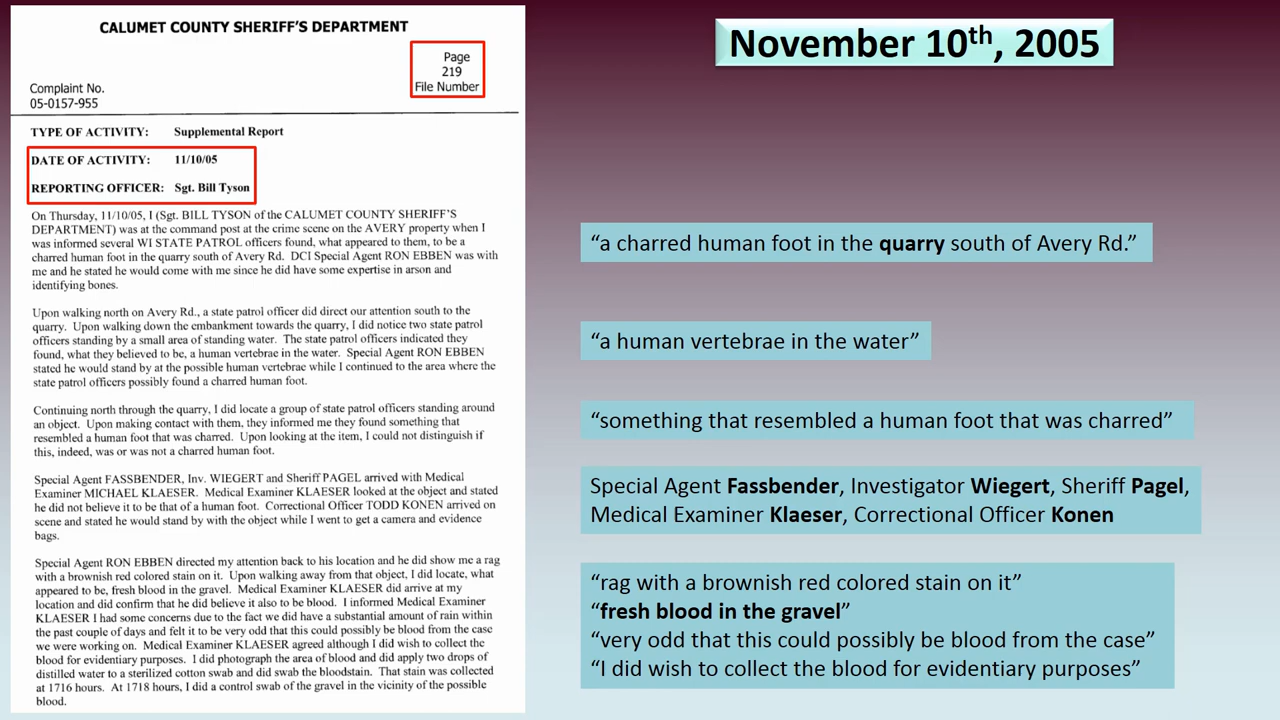 CALUMET COUNTY SHERIFF'S DEPARTMENT
Page
219
File Number
Complaint No.
05-0157-955
TYPE OF ACTIVITY: Supplemental Report
DATE OF ACTIVITY: 11/10/05
REPORTING OFFICER: Sgt. Bill Tyson
On Thursday, 11/10/05, I (Sgt. BILL TYSON of the CALUMET COUNTY SHERIFF'S
DEPARTMENT) was at the command post at the crime scene on the AVERY property when I
was informed several WI STATE PATROL officers found, what appeared to them, to be a
charred human foot in the quarry south of Avery Rd. DCI Special Agent RON EBBEN was with
me and he stated he would come with me since he did have some expertise in arson and
identifying bones.
Upon walking north on Avery Rd., a state patrol officer did direct our attention south to the
quarry. Upon walking down the embankment towards the quarry, I did notice two state patrol
officers standing by a small area of standing water. The state patrol officers indicated they
found, what they believed to be, a human vertebrae in the water. Special Agent RON EBBEN
stated he would stand by at the possible human vertebrae while I continued to the area where the
state patrol officers possibly found a charred human foot.
Continuing north through the quarry, I did locate a group of state patrol officers standing around
an object. Upon making contact with them, they informed me they found something that
resembled a human foot that was charred. Upon looking at the item, I could not distinguish if
this, indeed, was or was not a charred human foot.
Special Agent FASSBENDER, Inv. WIEGERT and Sheriff PAGEL arrived with Medical
Examiner MICHAEL KLAESER. Medical Examiner KLAESER looked at the object and stated
he did not believe it to be that of a human foot. Correctional Officer TODD KONEN arrived on
scene and stated he would stand by with the object while I went to get a camera and evidence
bags.
Special Agent RON EBBEN directed my attention back to his location and he did show me a rag
with a brownish red colored stain on it. Upon walking away from that object, I did locate, what
appeared to be, fresh blood in the gravel. Medical Examiner KLAESER did arrive at my
location and did confirm that he did believe it also to be blood. I informed Medical Examiner
KLAESER I had some concerns due to the fact we did have a substantial amount of rain within
the past couple of days and felt it to be very odd that this could possibly be blood from the case
we were working on. Medical Examiner KLAESER agreed although I did wish to collect the
blood for evidentiary purposes. I did photograph the area of blood and did apply two drops of
distilled water to a sterilized cotton swab and did swab the bloodstain. That stain was collected
at 1716 hours. At 1718 hours, I did a control swab of the gravel in the vicinity of the possible
blood.
November 10th, 2005
“a charred human foot in the quarry south of Avery Rd.”
“a human vertebrae in the water”
“something that resembled a human foot that was charred”
Special Agent Fassbender, Investigator Wiegert, Sheriff Pagel,
Medical Examiner Klaeser, Correctional Officer Konen
“rag with a brownish red colored stain on it”
“fresh blood in the gravel”
“very odd that this could possibly be blood from the case”
“I did wish to collect the blood for evidentiary purposes”